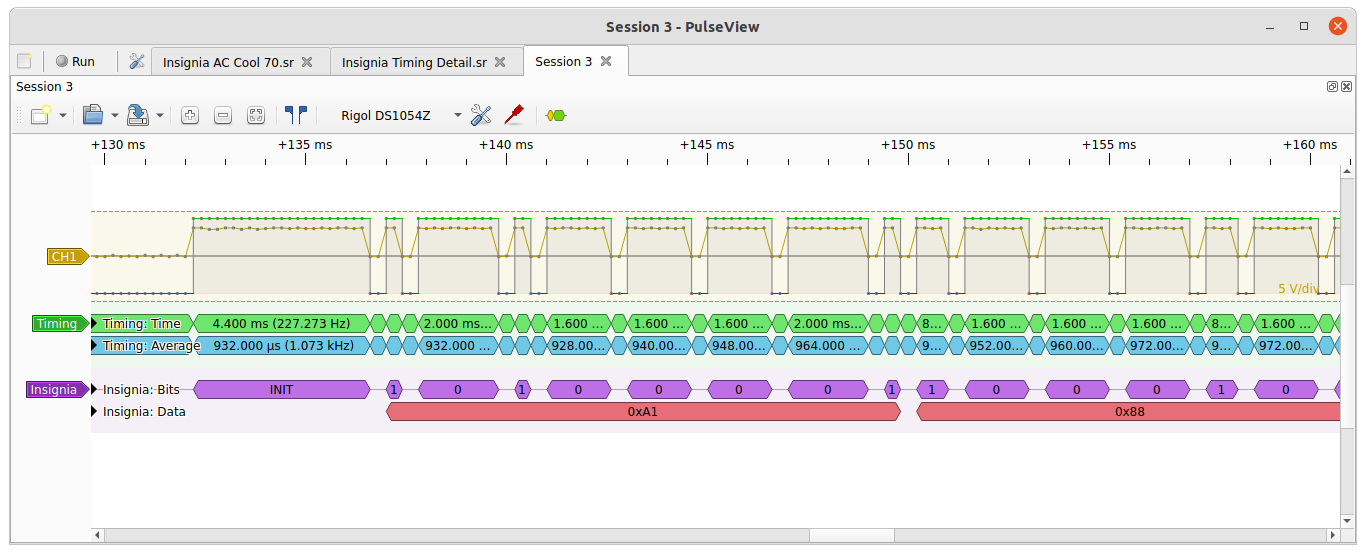 Session 3 - PulseView
Run
Insignia AC Cool 70.sr
Insignia Timing Detail.sr
Session 3
Session 3
Rigol DS1054Z
+130 ms +135 ms +140 ms +145 ms +150 ms +155 ms +160 ms
CH1
5 V/div
Timing Timing: Time 4.400 ms (227.273 Hz) 2.000 ms... 1.600 ... 1.600 ... 1.600 ... 2.000 ms... 8... 1.600 ... 1.600 ... 1.600 ... 8... 1.600 ...
Timing: Average 932.000 µs (1.073 kHz) 932.000 ... 928.00... 940.00... 948.00... 964.000 ... 9... 952.00... 960.00... 972.00... 9... 972.00...
Insignia Insignia: Bits INIT 1 0 1 0 0 0 0 1 1 0 0 0 1 0
Insignia: Data 0xA1 0x88